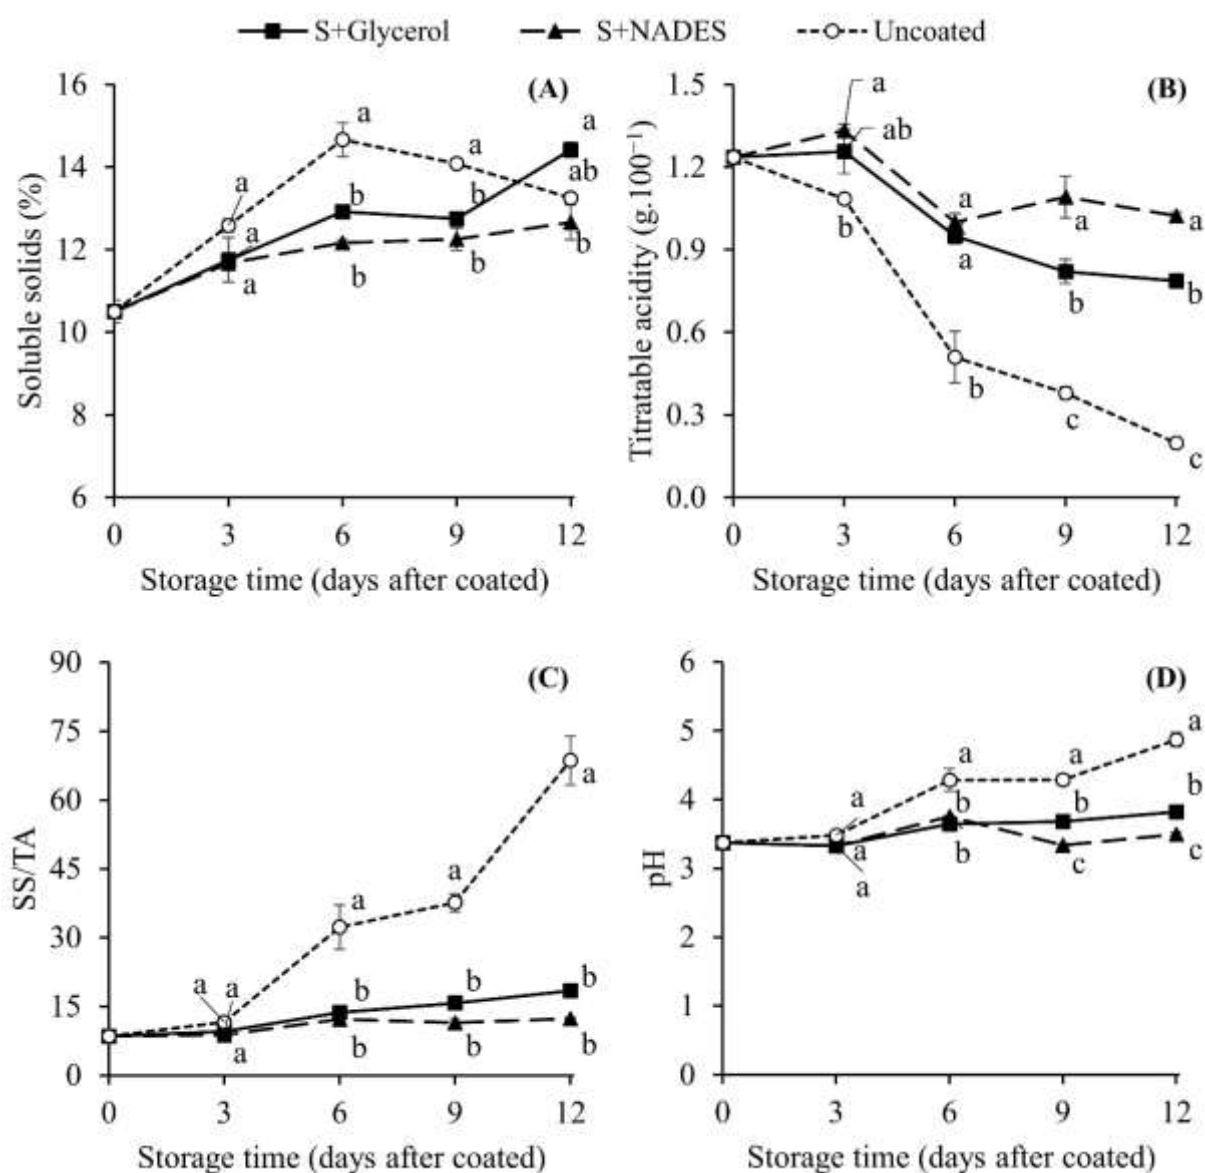 S+Glycerol S+NADES Uncoated
(A)
Soluble solids (%)
16
14
12
10
8
6
a a a
a ab
b b
a
a b b b
0 3 6 9 12
Storage time (days after coated)
(B)
Titratable acidity (g.100⁻¹)
1.5
1.2
0.9
0.6
0.3
0.0
a
ab
b a
a a
a
b b
b
c
c
0 3 6 9 12
Storage time (days after coated)
(C)
SS/TA
90
75
60
45
30
15
0
a
a
a
a a
b b b
a b b b
0 3 6 9 12
Storage time (days after coated)
(D)
pH
6
5
4
3
2
1
0
a
a a
a
b b b
a b c c
a
0 3 6 9 12
Storage time (days after coated)